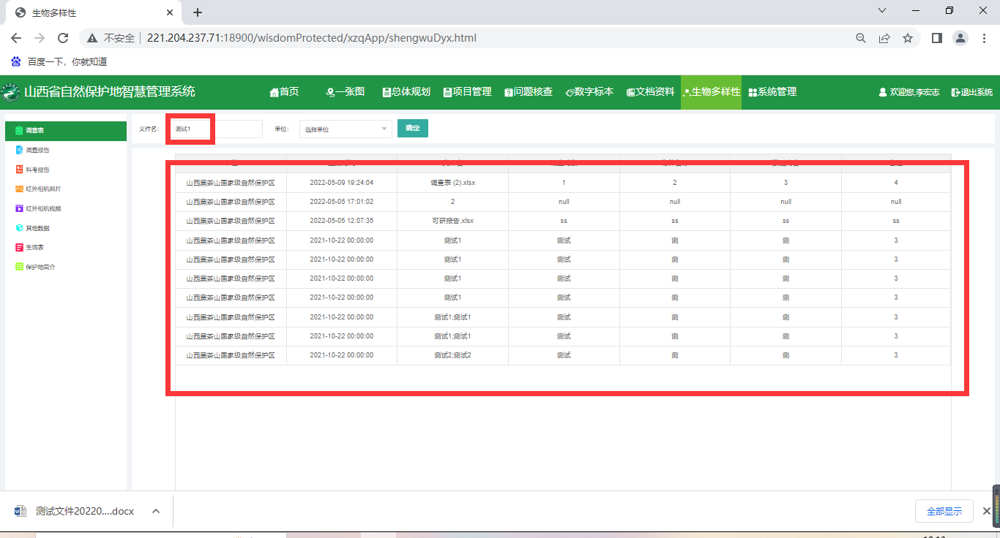 生物多样性
不安全 221.204.237.71:18900/wisdomProtected/xzqApp/shengwuDyx.html
百度一下，你就知道
山西省自然保护地智慧管理系统 首页 一张图 总体规划 项目管理 问题核查 数字标本 文档资料 生物多样性 系统管理 欢迎您,李宏志 退出系统
文件名： 测试1 单位： 选择单位 确定
调查表
调查报告
科考报告
红外相机照片
红外相机视频
其他数据
生境表
保护地简介
山西黑茶山国家级自然保护区 2022-05-09 19:24:04 调查表 (2).xlsx 1 2 3 4
山西黑茶山国家级自然保护区 2022-05-05 17:01:02 2 null null null null
山西黑茶山国家级自然保护区 2022-05-05 12:07:35 可研报告.xlsx ss ss ss ss
山西黑茶山国家级自然保护区 2021-10-22 00:00:00 测试1 测试 测 测 3
山西黑茶山国家级自然保护区 2021-10-22 00:00:00 测试1 测试 测 测 3
山西黑茶山国家级自然保护区 2021-10-22 00:00:00 测试1 测试 测 测 3
山西黑茶山国家级自然保护区 2021-10-22 00:00:00 测试1 测试 测 测 3
山西黑茶山国家级自然保护区 2021-10-22 00:00:00 测试1;测试1 测试 测 测 3
山西黑茶山国家级自然保护区 2021-10-22 00:00:00 测试1;测试1 测试 测 测 3
山西黑茶山国家级自然保护区 2021-10-22 00:00:00 测试2;测试2 测试 测 测 3
测试文件20220....docx 全部显示